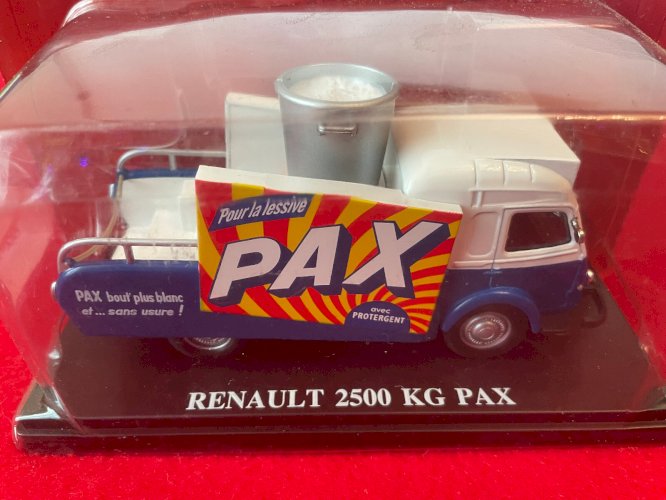 Pour la lessive
PAX
avec
PROTERGENT
PAX bout plus blanc
et... sans usure !
RENAULT 2500 KG PAX